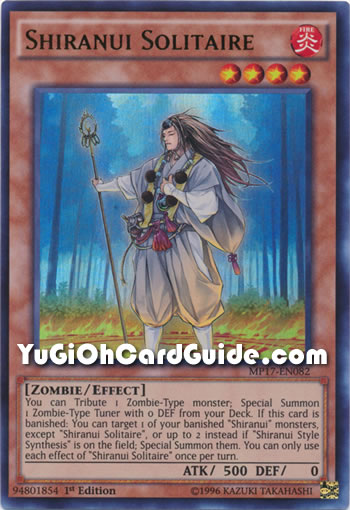 SHIRANUI SOLITAIRE
FIRE
炎
YuGiOhCardGuide.com
MP17-EN082
[ZOMBIE/EFFECT]
You can Tribute 1 Zombie-Type monster; Special Summon
1 Zombie-Type Tuner with 0 DEF from your Deck. If this card is
banished: You can target 1 of your banished "Shiranui" monsters,
except "Shiranui Solitaire", or up to 2 instead if "Shiranui Style
Synthesis" is on the field; Special Summon them. You can only use
each effect of "Shiranui Solitaire" once per turn.
ATK/ 500 DEF/ 0
94801854 1st Edition ©1996 KAZUKI TAKAHASHI